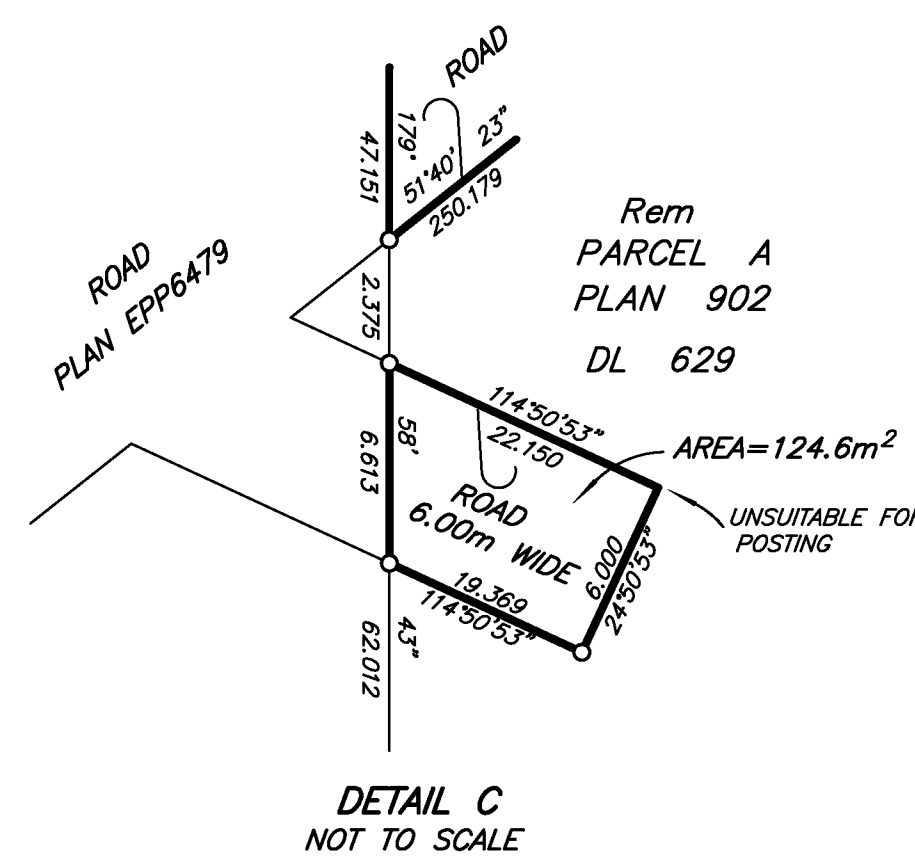 ROAD
179°
47.151
51°40' 23"
250.179
ROAD
PLAN EPP6479
2.375
Rem
PARCEL A
PLAN 902
DL 629
114°50'53"
22.150
58'
6.613
AREA=124.6m²
ROAD
6.00m WIDE
UNSUITABLE FOR
POSTING
6.000
24°50'53"
19.369
114°50'53"
43"
62.012
DETAIL C
NOT TO SCALE